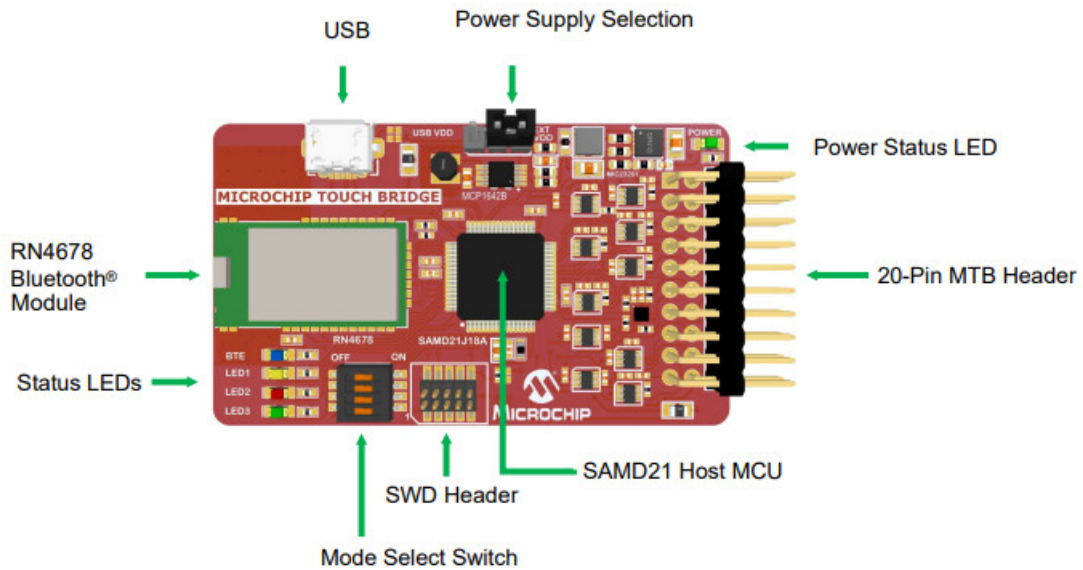 Power Supply Selection
USB
USB VDD
EXT
VDD
POWER
Power Status LED
MCP1642B
MIC23201
MICROCHIP TOUCH BRIDGE
RN4678
Bluetooth®
Module
20-Pin MTB Header
RN4678
SAMD21J18A
BTE
OFF
ON
LED1
LED2
LED3
Status LEDs
1
MICROCHIP
SAMD21 Host MCU
SWD Header
Mode Select Switch